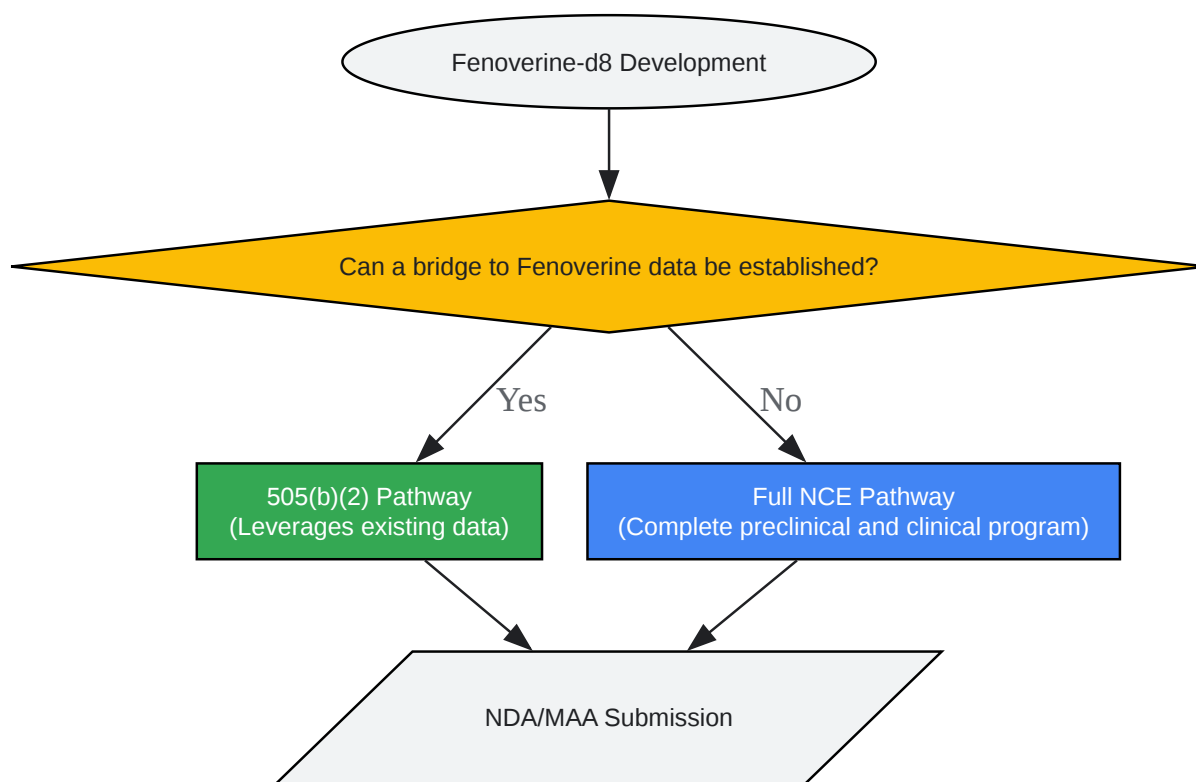 Fenoverine-d8 Development
Can a bridge to Fenoverine data be established?
Yes
No
505(b)(2) Pathway
(Leverages existing data)
Full NCE Pathway
(Complete preclinical and clinical program)
NDA/MAA Submission